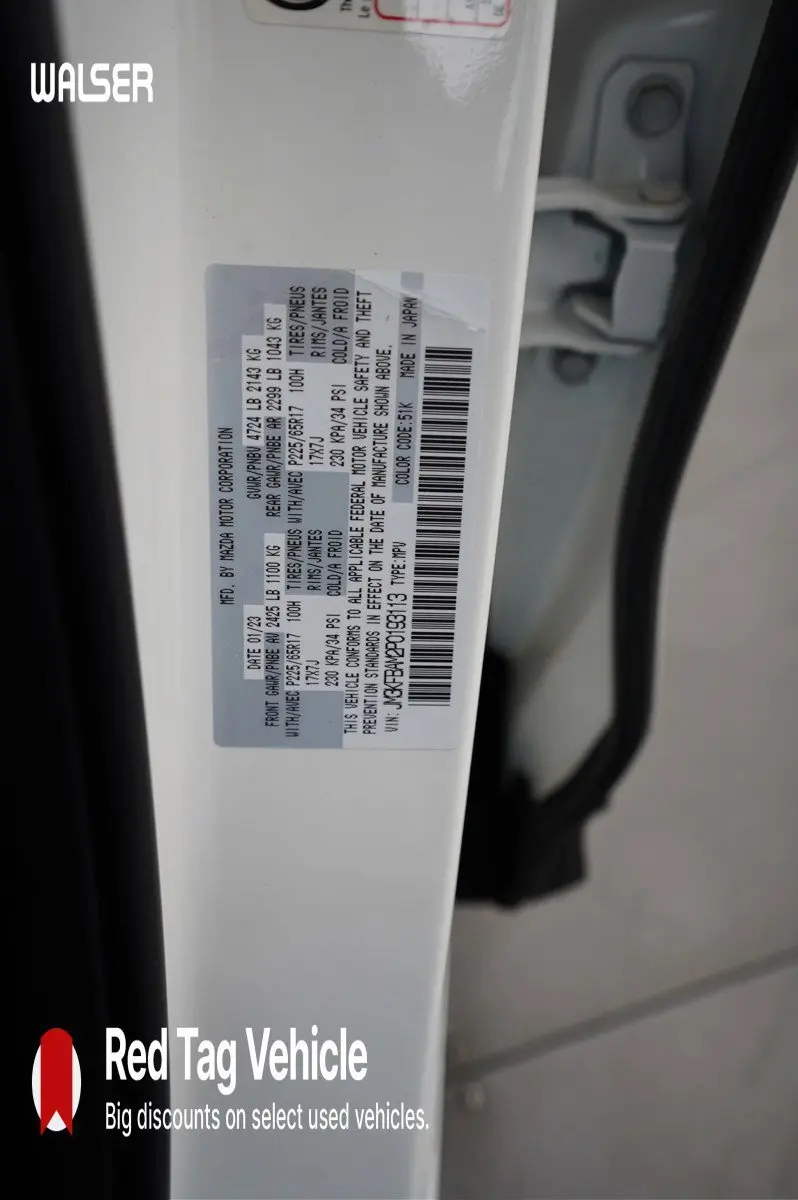 WALSER
MFD. BY MAZDA MOTOR CORPORATION
DATE 01/23 GVWR/PNBV 4724 LB 2143 KG
FRONT GAWR/PNBE AV 2425 LB 1100 KG REAR GAWR/PNBE AR 2299 LB 1043 KG
WITH/AVEC P225/65R17 100H TIRES/PNEUS WITH/AVEC P225/65R17 100H TIRES/PNEUS
17X7J RIMS/JANTES 17X7J RIMS/JANTES
230 KPA/34 PSI COLD/A FROID 230 KPA/34 PSI COLD/A FROID
THIS VEHICLE CONFORMS TO ALL APPLICABLE FEDERAL MOTOR VEHICLE SAFETY AND THEFT
PREVENTION STANDARDS IN EFFECT ON THE DATE OF MANUFACTURE SHOWN ABOVE.
VIN: JM3KFBAM2P0193113 TYPE:MPV COLOR CODE:51K MADE IN JAPAN
Red Tag Vehicle
Big discounts on select used vehicles.